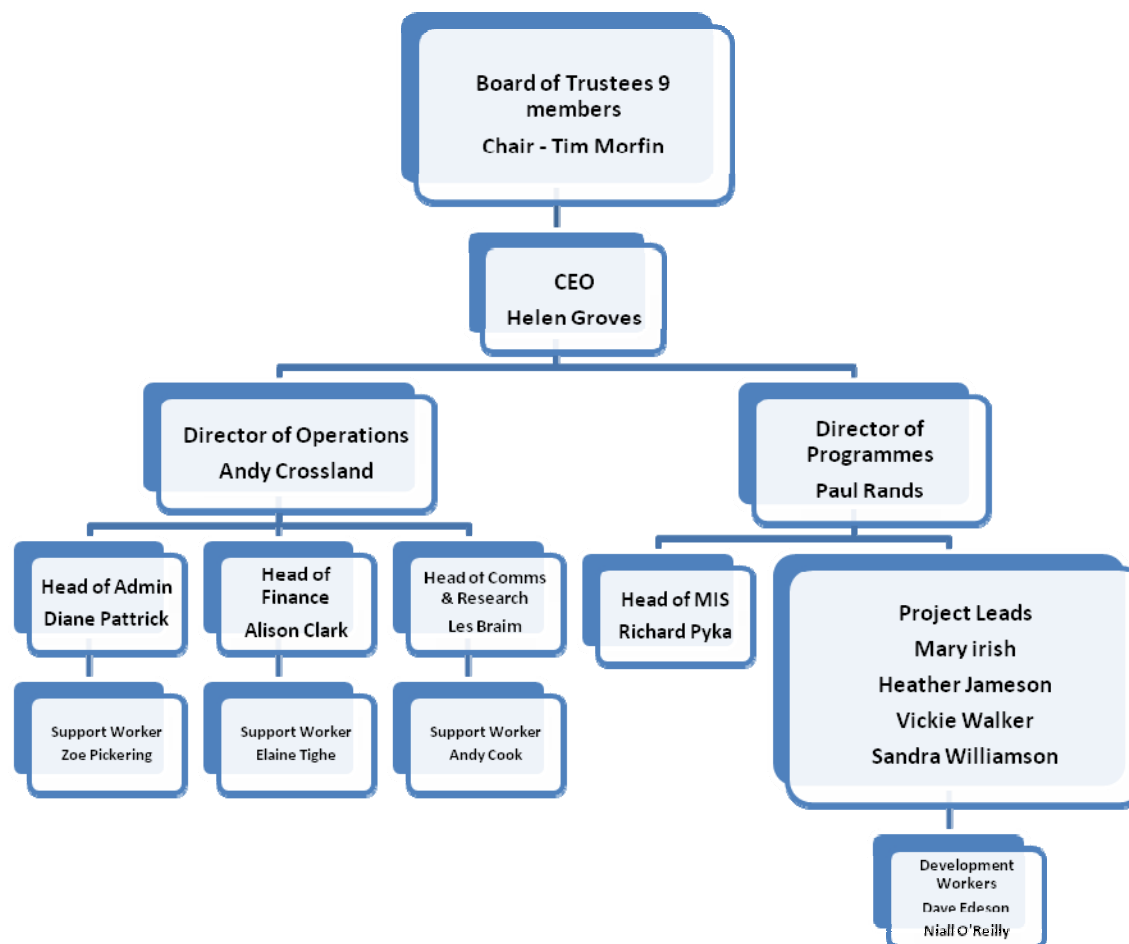 Board of Trustees 9
members
Chair - Tim Morfin
CEO
Helen Groves
Director of Operations
Andy Crossland
Director of
Programmes
Paul Rands
Head of Admin
Diane Pattrick
Head of
Finance
Alison Clark
Head of Comms
& Research
Les Braim
Head of MIS
Richard Pyka
Project Leads
Mary irish
Heather Jameson
Vickie Walker
Sandra Williamson
Support Worker
Zoe Pickering
Support Worker
Elaine Tighe
Support Worker
Andy Cook
Development
Workers
Dave Edeson
Niall O'Reilly